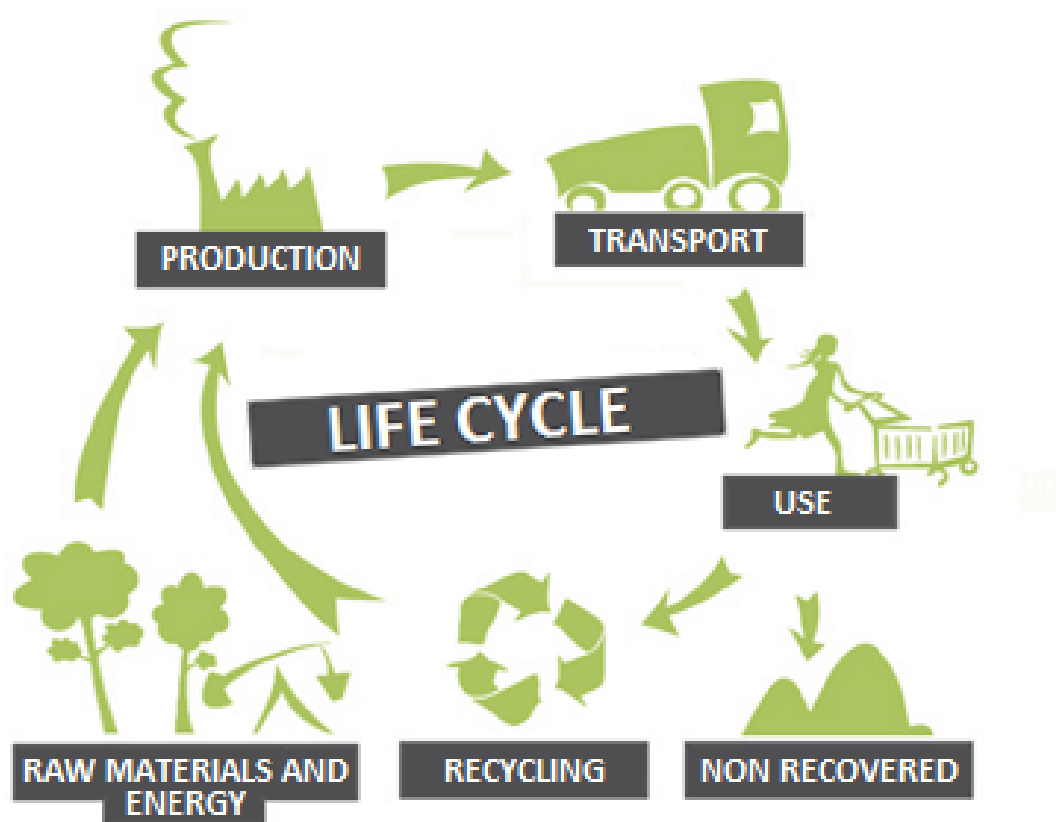 PRODUCTION
TRANSPORT
LIFE CYCLE
USE
RAW MATERIALS AND
ENERGY
RECYCLING
NON RECOVERED